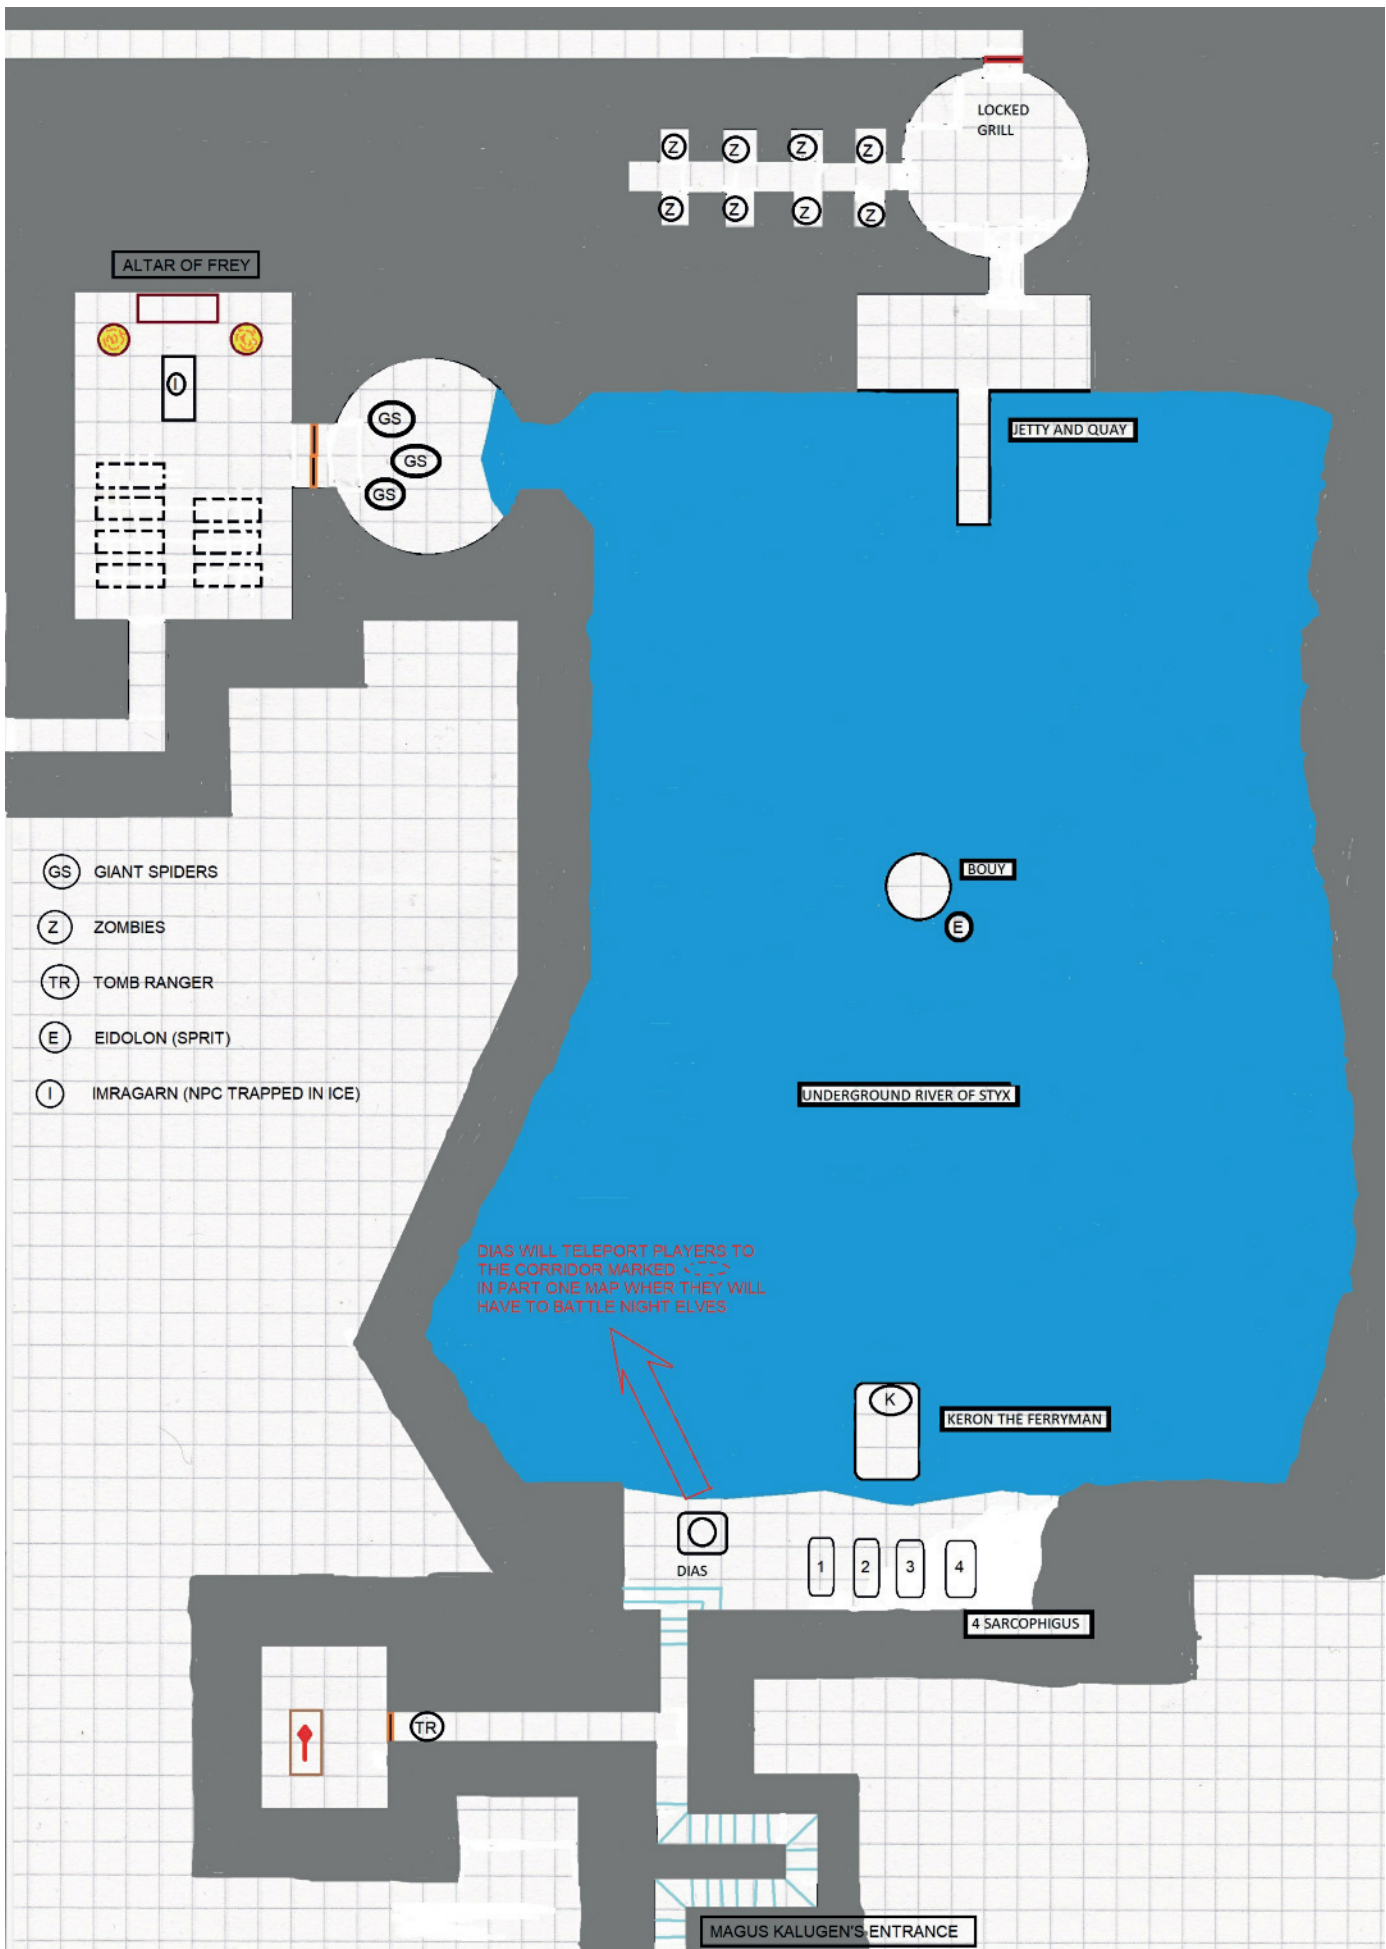 LOCKED
GRILL
Z Z Z Z
Z Z Z Z
ALTAR OF FREY
I
GS
GS
GS
JETTY AND QUAY
GS GIANT SPIDERS
Z ZOMBIES
TR TOMB RANGER
E EIDOLON (SPRIT)
I IMRAGARN (NPC TRAPPED IN ICE)
BOUY
E
UNDERGROUND RIVER OF STYX
DIAS WILL TELEPORT PLAYERS TO
THE CORRIDOR MARKED
IN PART ONE MAP WHER THEY WILL
HAVE TO BATTLE NIGHT ELVES
K
KERON THE FERRYMAN
DIAS
1 2 3 4
4 SARCOPHIGUS
TR
MAGUS KALUGEN'S ENTRANCE